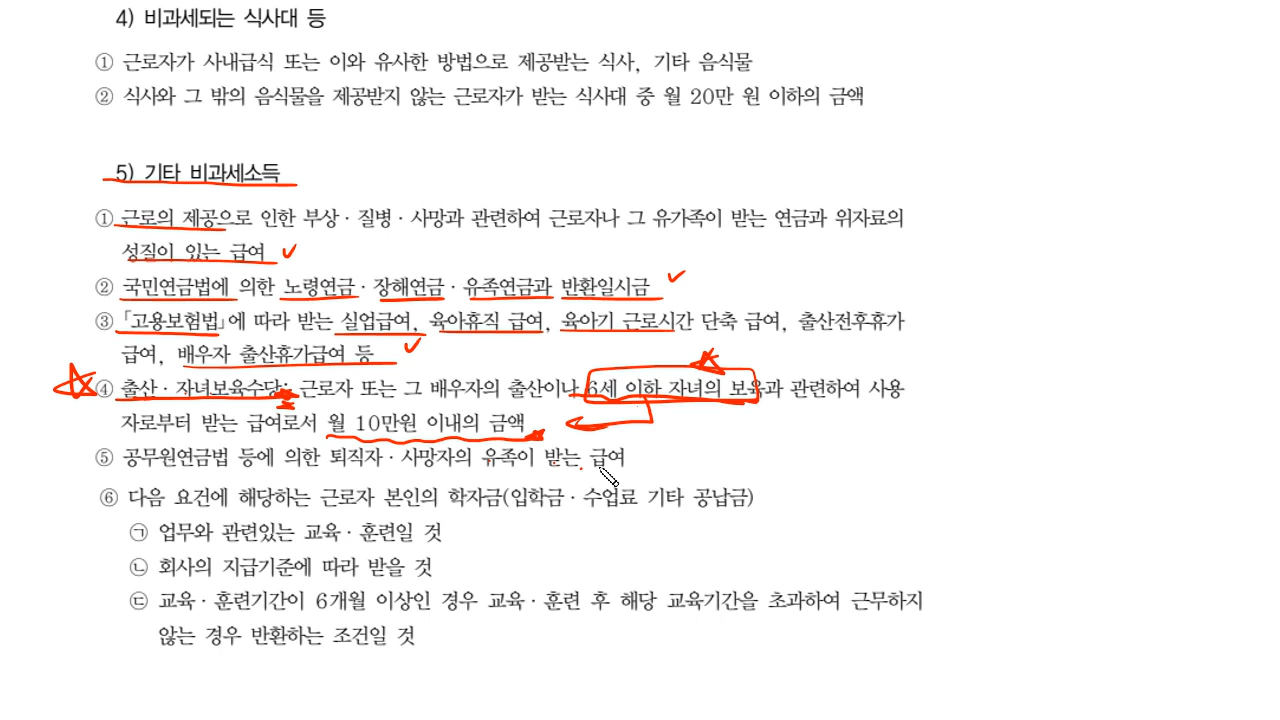 4) 비과세되는 식사대 등
① 근로자가 사내급식 또는 이와 유사한 방법으로 제공받는 식사, 기타 음식물
② 식사와 그 밖의 음식물을 제공받지 않는 근로자가 받는 식사대 중 월 20만 원 이하의 금액
5) 기타 비과세소득
① 근로의 제공으로 인한 부상·질병·사망과 관련하여 근로자나 그 유가족이 받는 연금과 위자료의
성질이 있는 급여
② 국민연금법에 의한 노령연금·장해연금·유족연금과 반환일시금
③ 「고용보험법」에 따라 받는 실업급여, 육아휴직 급여, 육아기 근로시간 단축 급여, 출산전후휴가
급여, 배우자 출산휴가급여 등
④ 출산·자녀보육수당: 근로자 또는 그 배우자의 출산이나 6세 이하 자녀의 보육과 관련하여 사용
자로부터 받는 급여로서 월 10만원 이내의 금액
⑤ 공무원연금법 등에 의한 퇴직자·사망자의 유족이 받는 급여
⑥ 다음 요건에 해당하는 근로자 본인의 학자금(입학금·수업료 기타 공납금)
㉠ 업무와 관련있는 교육·훈련일 것
㉡ 회사의 지급기준에 따라 받을 것
㉢ 교육·훈련기간이 6개월 이상인 경우 교육·훈련 후 해당 교육기간을 초과하여 근무하지
않는 경우 반환하는 조건일 것